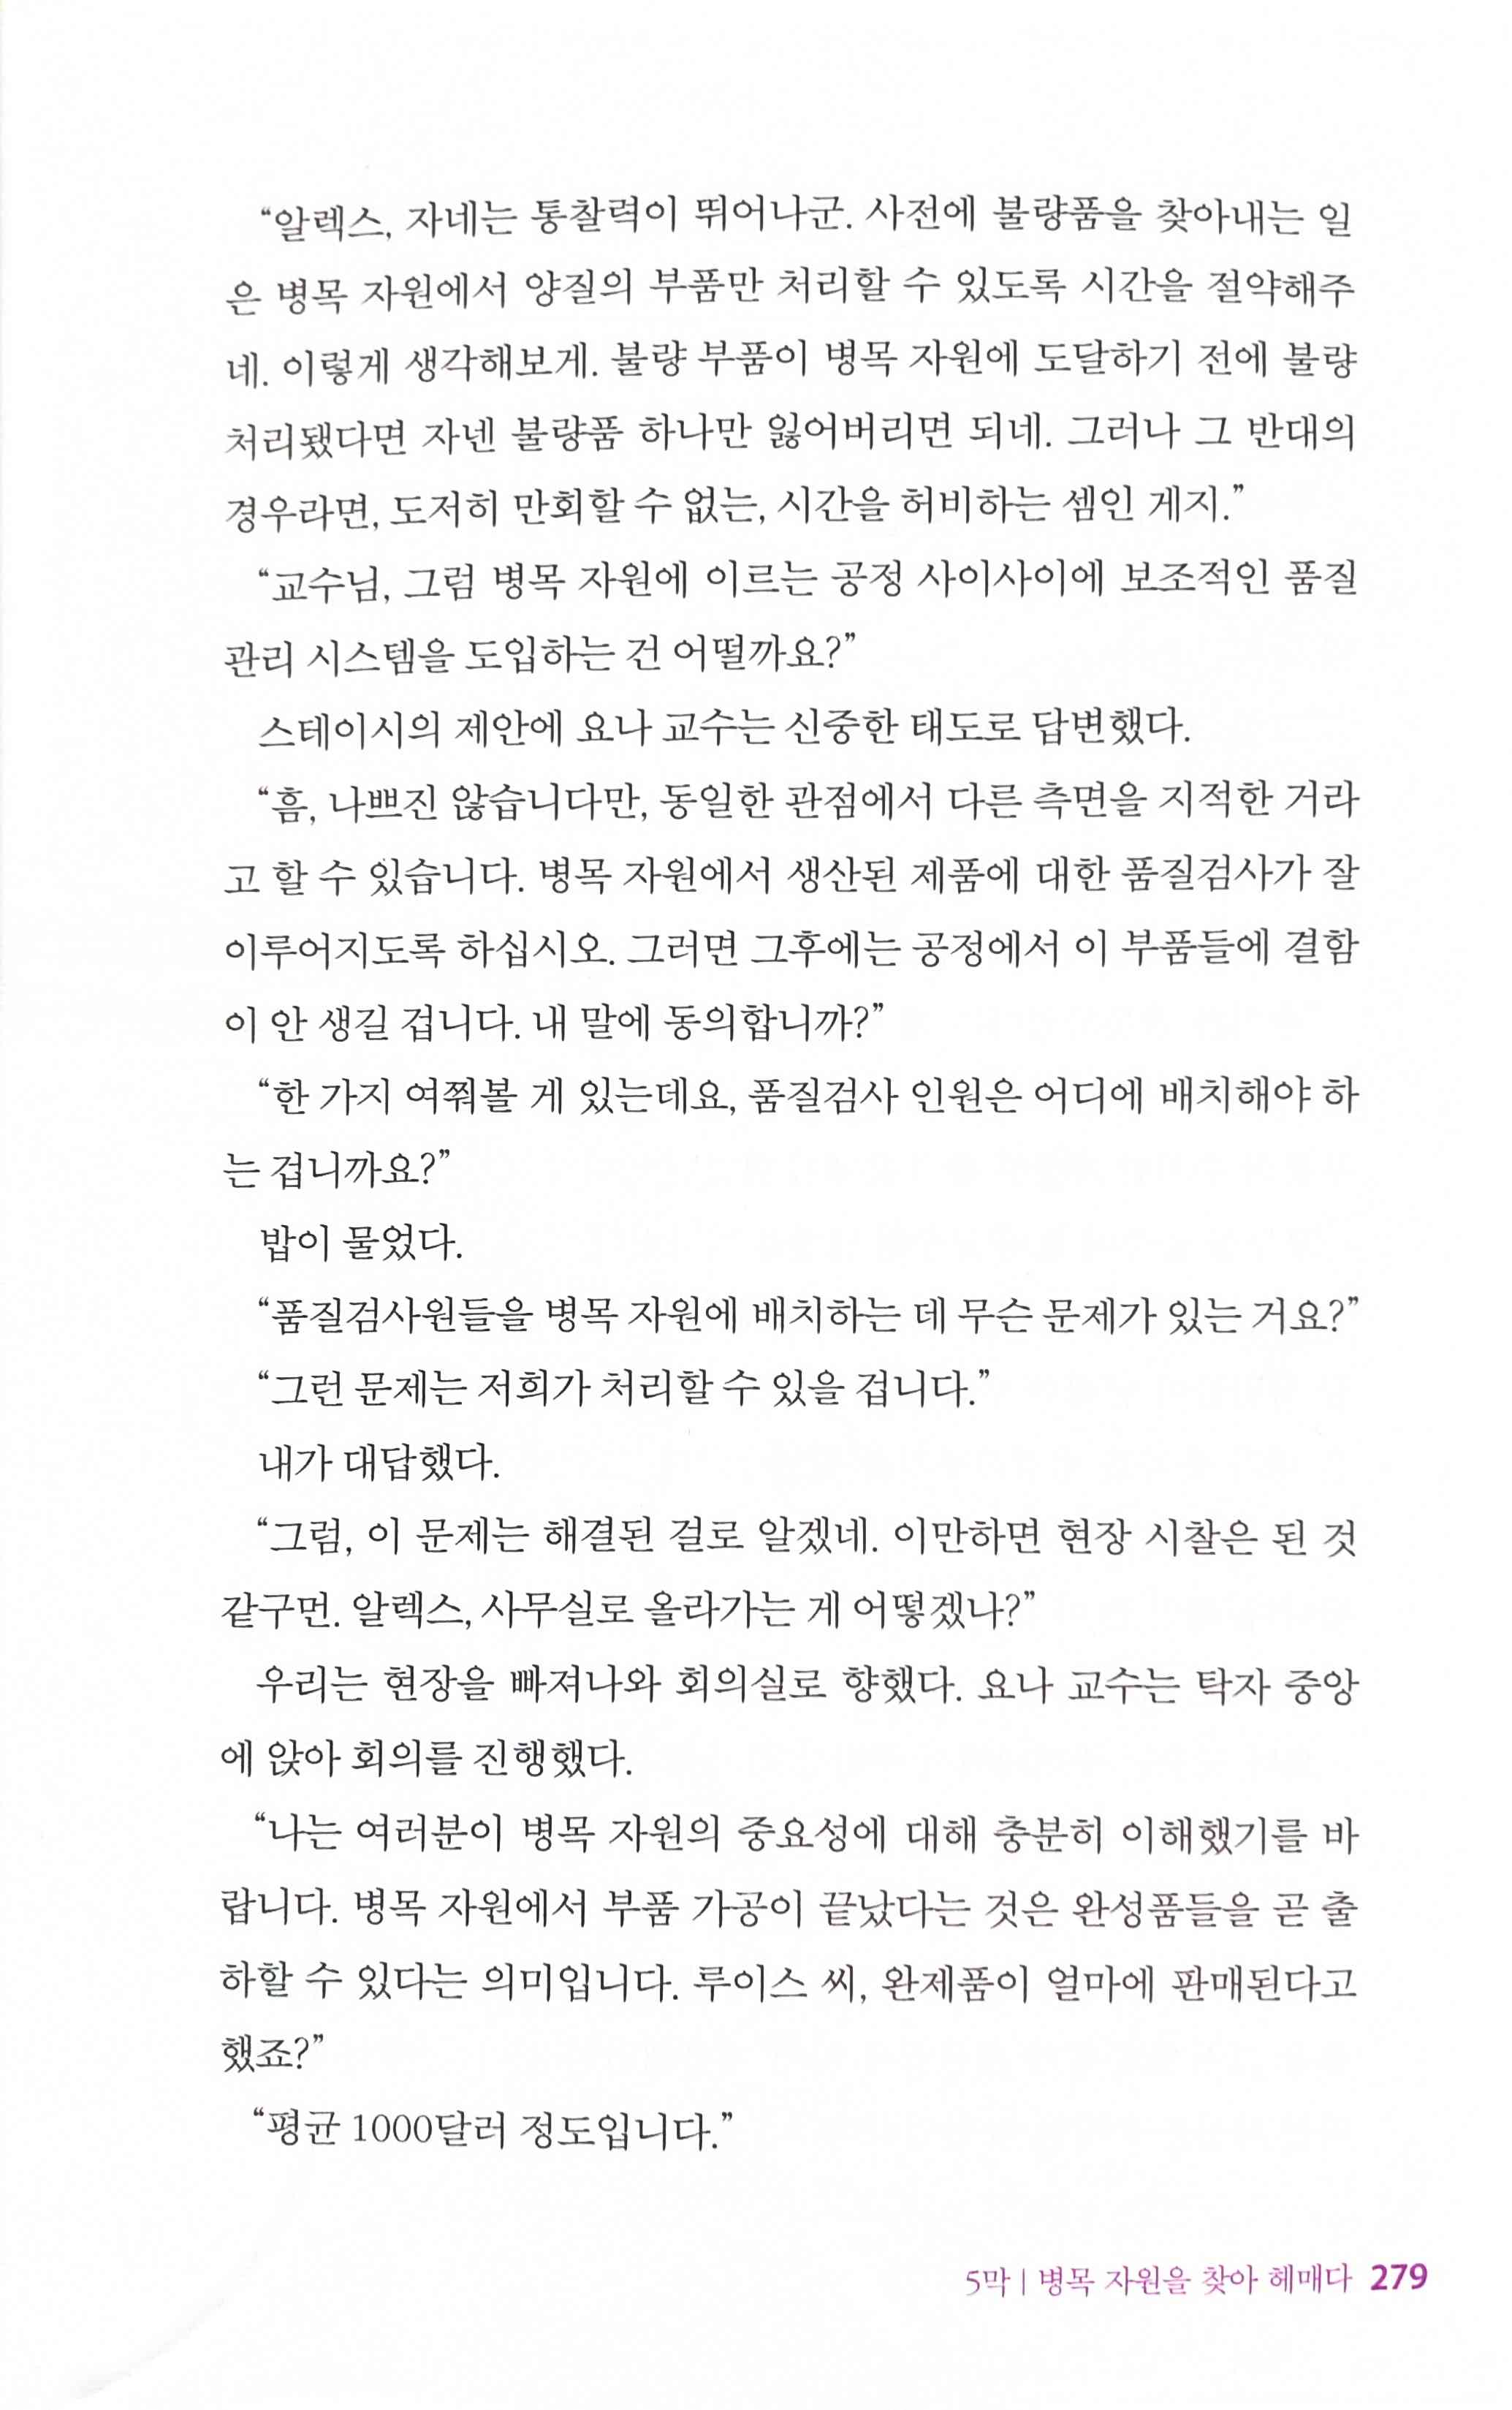 “알렉스, 자네는 통찰력이 뛰어나군. 사전에 불량품을 찾아내는 일
은 병목 자원에서 양질의 부품만 처리할 수 있도록 시간을 절약해주
네. 이렇게 생각해보게. 불량 부품이 병목 자원에 도달하기 전에 불량
처리됐다면 자넨 불량품 하나만 잃어버리면 되네. 그러나 그 반대의
경우라면, 도저히 만회할 수 없는, 시간을 허비하는 셈인 게지.”
“교수님, 그럼 병목 자원에 이르는 공정 사이사이에 보조적인 품질
관리 시스템을 도입하는 건 어떨까요?”
스테이시의 제안에 요나 교수는 신중한 태도로 답변했다.
“흠, 나쁘진 않습니다만, 동일한 관점에서 다른 측면을 지적한 거라
고 할 수 있습니다. 병목 자원에서 생산된 제품에 대한 품질검사가 잘
이루어지도록 하십시오. 그러면 그후에는 공정에서 이 부품들에 결함
이 안 생길 겁니다. 내 말에 동의합니까?”
“한 가지 여쭤볼 게 있는데요, 품질검사 인원은 어디에 배치해야 하
는 겁니까요?”
밥이 물었다.
“품질검사원들을 병목 자원에 배치하는 데 무슨 문제가 있는 거요?”
“그런 문제는 저희가 처리할 수 있을 겁니다.”
내가 대답했다.
“그럼, 이 문제는 해결된 걸로 알겠네. 이만하면 현장 시찰은 된 것
같구먼. 알렉스, 사무실로 올라가는 게 어떻겠나?”
우리는 현장을 빠져나와 회의실로 향했다. 요나 교수는 탁자 중앙
에 앉아 회의를 진행했다.
“나는 여러분이 병목 자원의 중요성에 대해 충분히 이해했기를 바
랍니다. 병목 자원에서 부품 가공이 끝났다는 것은 완성품들을 곧 출
하할 수 있다는 의미입니다. 루이스 씨, 완제품이 얼마에 판매된다고
했죠?”
“평균 1000달러 정도입니다.”
5막 | 병목 자원을 찾아 헤매다 279